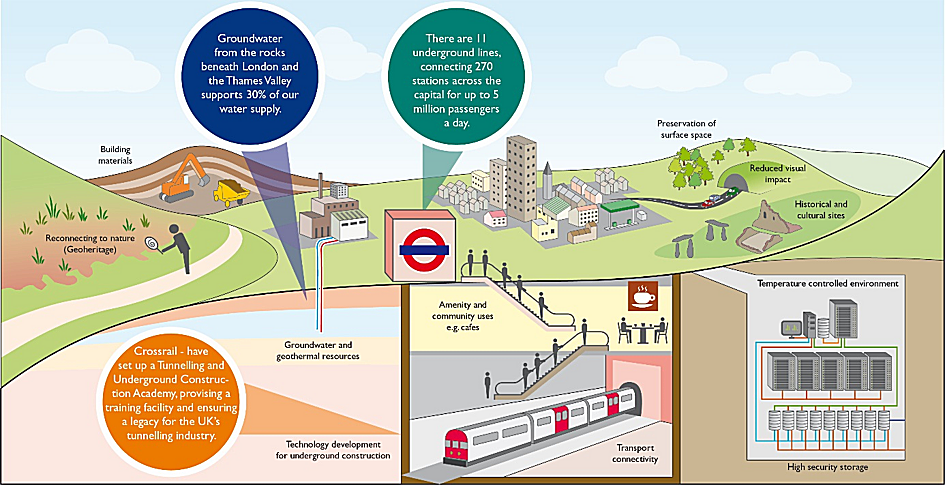 Groundwater
from the rocks
beneath London and
the Thames Valley
supports 30% of our
water supply.
There are 11
underground lines,
connecting 270
stations across the
capital for up to 5
million passengers
a day.
Building
materials
Preservation of
surface space
Reduced visual
impact
Historical and
cultural sites
Reconnecting to nature
(Geoheritage)
Temperature controlled environment
Amenity and
community uses
e.g. cafes
Groundwater and
geothermal resources
Crossrail - have
set up a Tunnelling and
Underground Construc-
tion Academy, provising a
training facility and ensuring
a legacy for the UK's
tunnelling industry.
Technology development
for underground construction
Transport
connectivity
High security storage